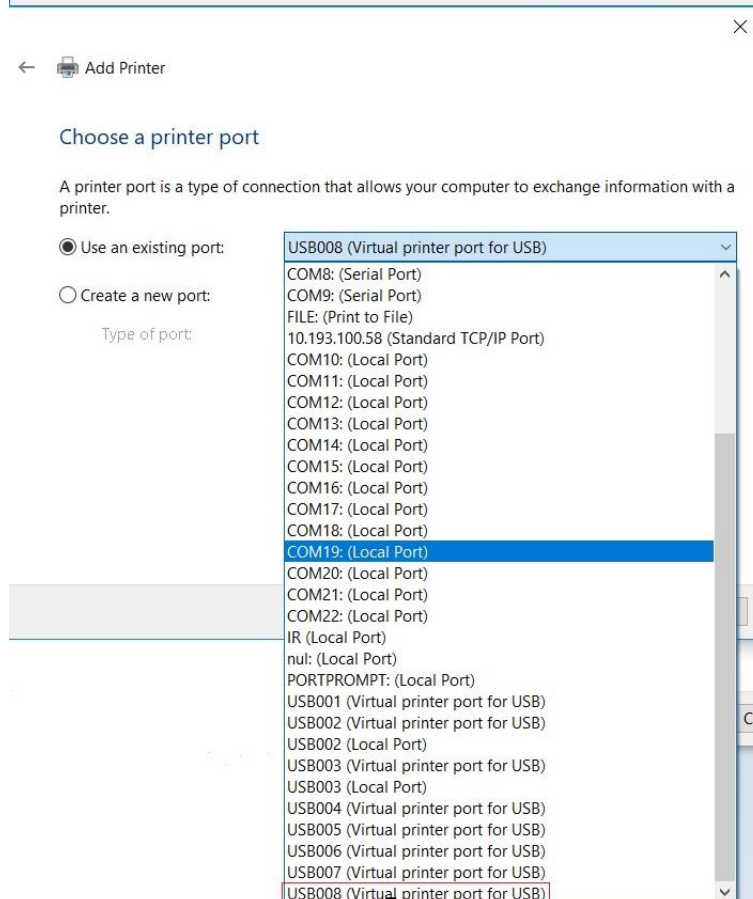 Add Printer
Choose a printer port
A printer port is a type of connection that allows your computer to exchange information with a
printer.
Use an existing port:
USB008 (Virtual printer port for USB)
Create a new port:
Type of port:
COM8: (Serial Port)
COM9: (Serial Port)
FILE: (Print to File)
10.193.100.58 (Standard TCP/IP Port)
COM10: (Local Port)
COM11: (Local Port)
COM12: (Local Port)
COM13: (Local Port)
COM14: (Local Port)
COM15: (Local Port)
COM16: (Local Port)
COM17: (Local Port)
COM18: (Local Port)
COM19: (Local Port)
COM20: (Local Port)
COM21: (Local Port)
COM22: (Local Port)
IR (Local Port)
nul: (Local Port)
PORTPROMPT: (Local Port)
USB001 (Virtual printer port for USB)
USB002 (Virtual printer port for USB)
USB002 (Local Port)
USB003 (Virtual printer port for USB)
USB003 (Local Port)
USB004 (Virtual printer port for USB)
USB005 (Virtual printer port for USB)
USB006 (Virtual printer port for USB)
USB007 (Virtual printer port for USB)
USB008 (Virtual printer port for USB)
C